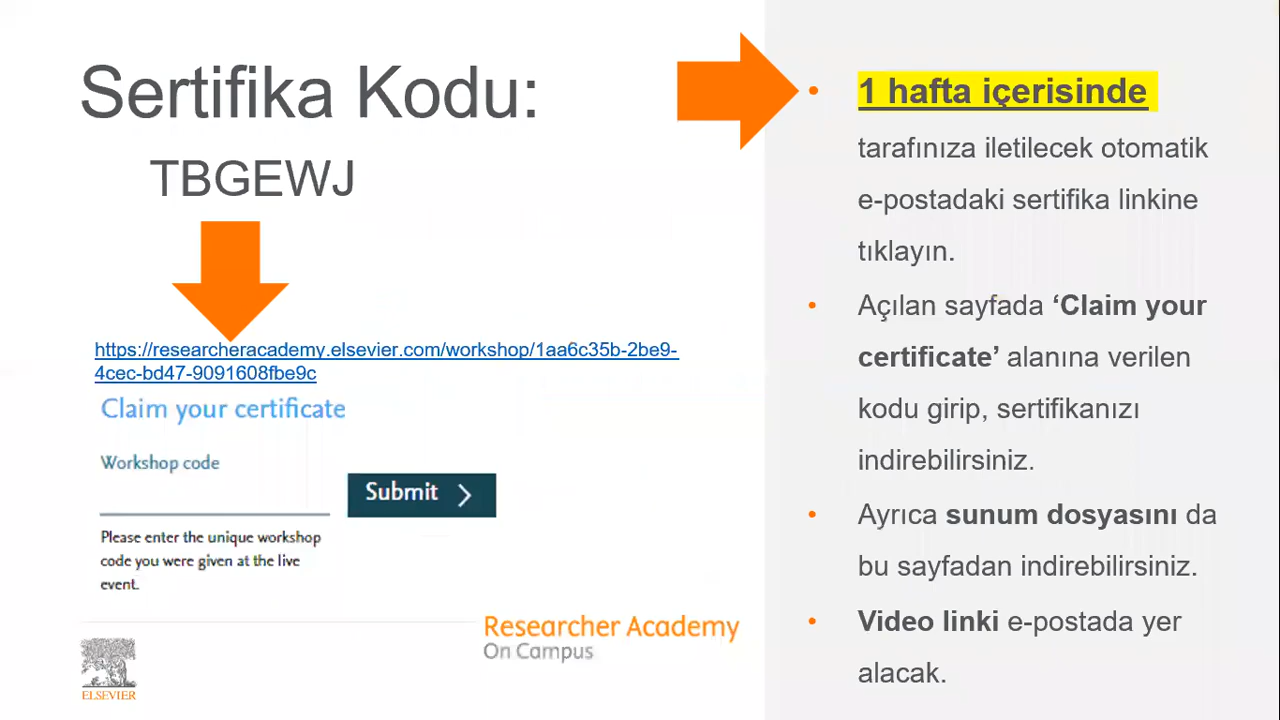 Sertifika Kodu:
TBGEWJ
https://researcheracademy.elsevier.com/workshop/1aa6c35b-2be9-
4cec-bd47-9091608fbe9c
Claim your certificate
Workshop code
Submit
Please enter the unique workshop
code you were given at the live
event.
Researcher Academy
On Campus
ELSEVIER
• 1 hafta içerisinde
tarafınıza iletilecek otomatik
e-postadaki sertifika linkine
tıklayın.
• Açılan sayfada ‘Claim your
certificate’ alanına verilen
kodu girip, sertifikanızı
indirebilirsiniz.
• Ayrıca sunum dosyasını da
bu sayfadan indirebilirsiniz.
• Video linki e-postada yer
alacak.